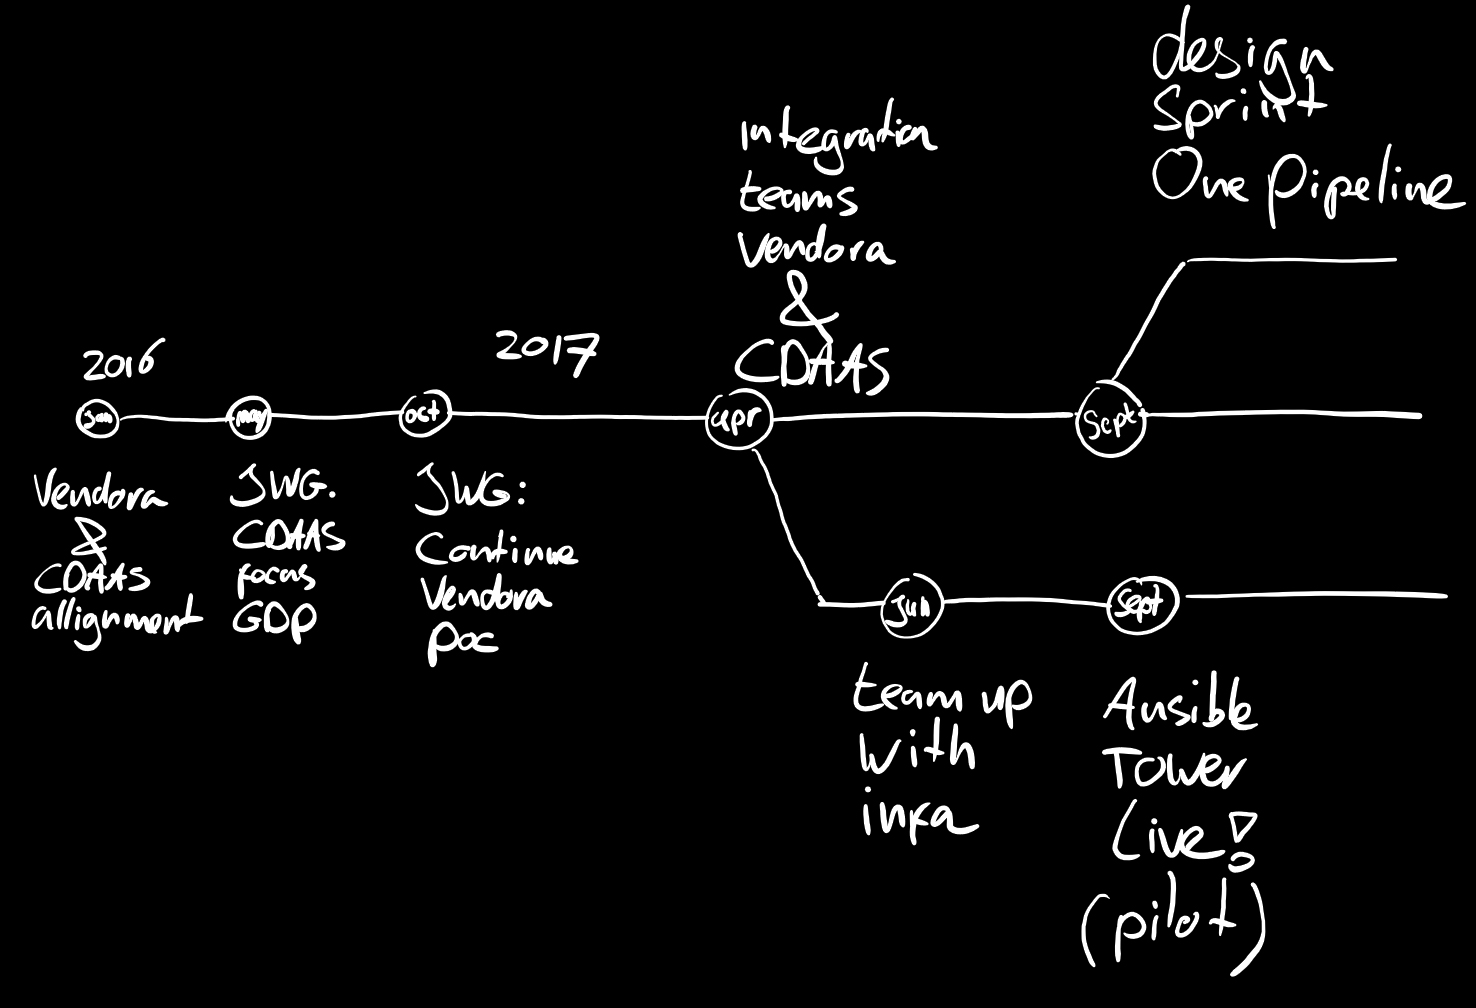 2016
jan
Vendora
&
CDAAS
allignment
may
JWG.
CDAAS
focus
GDP
2017
oct
JWG:
Continue
Vendora
poc
Integration
teams
Vendora
&
CDAAS
apr
jun
team up
with
infra
design
Sprint
One Pipeline
Sept
Sept
Ansible
Tower
Live!
(pilot)